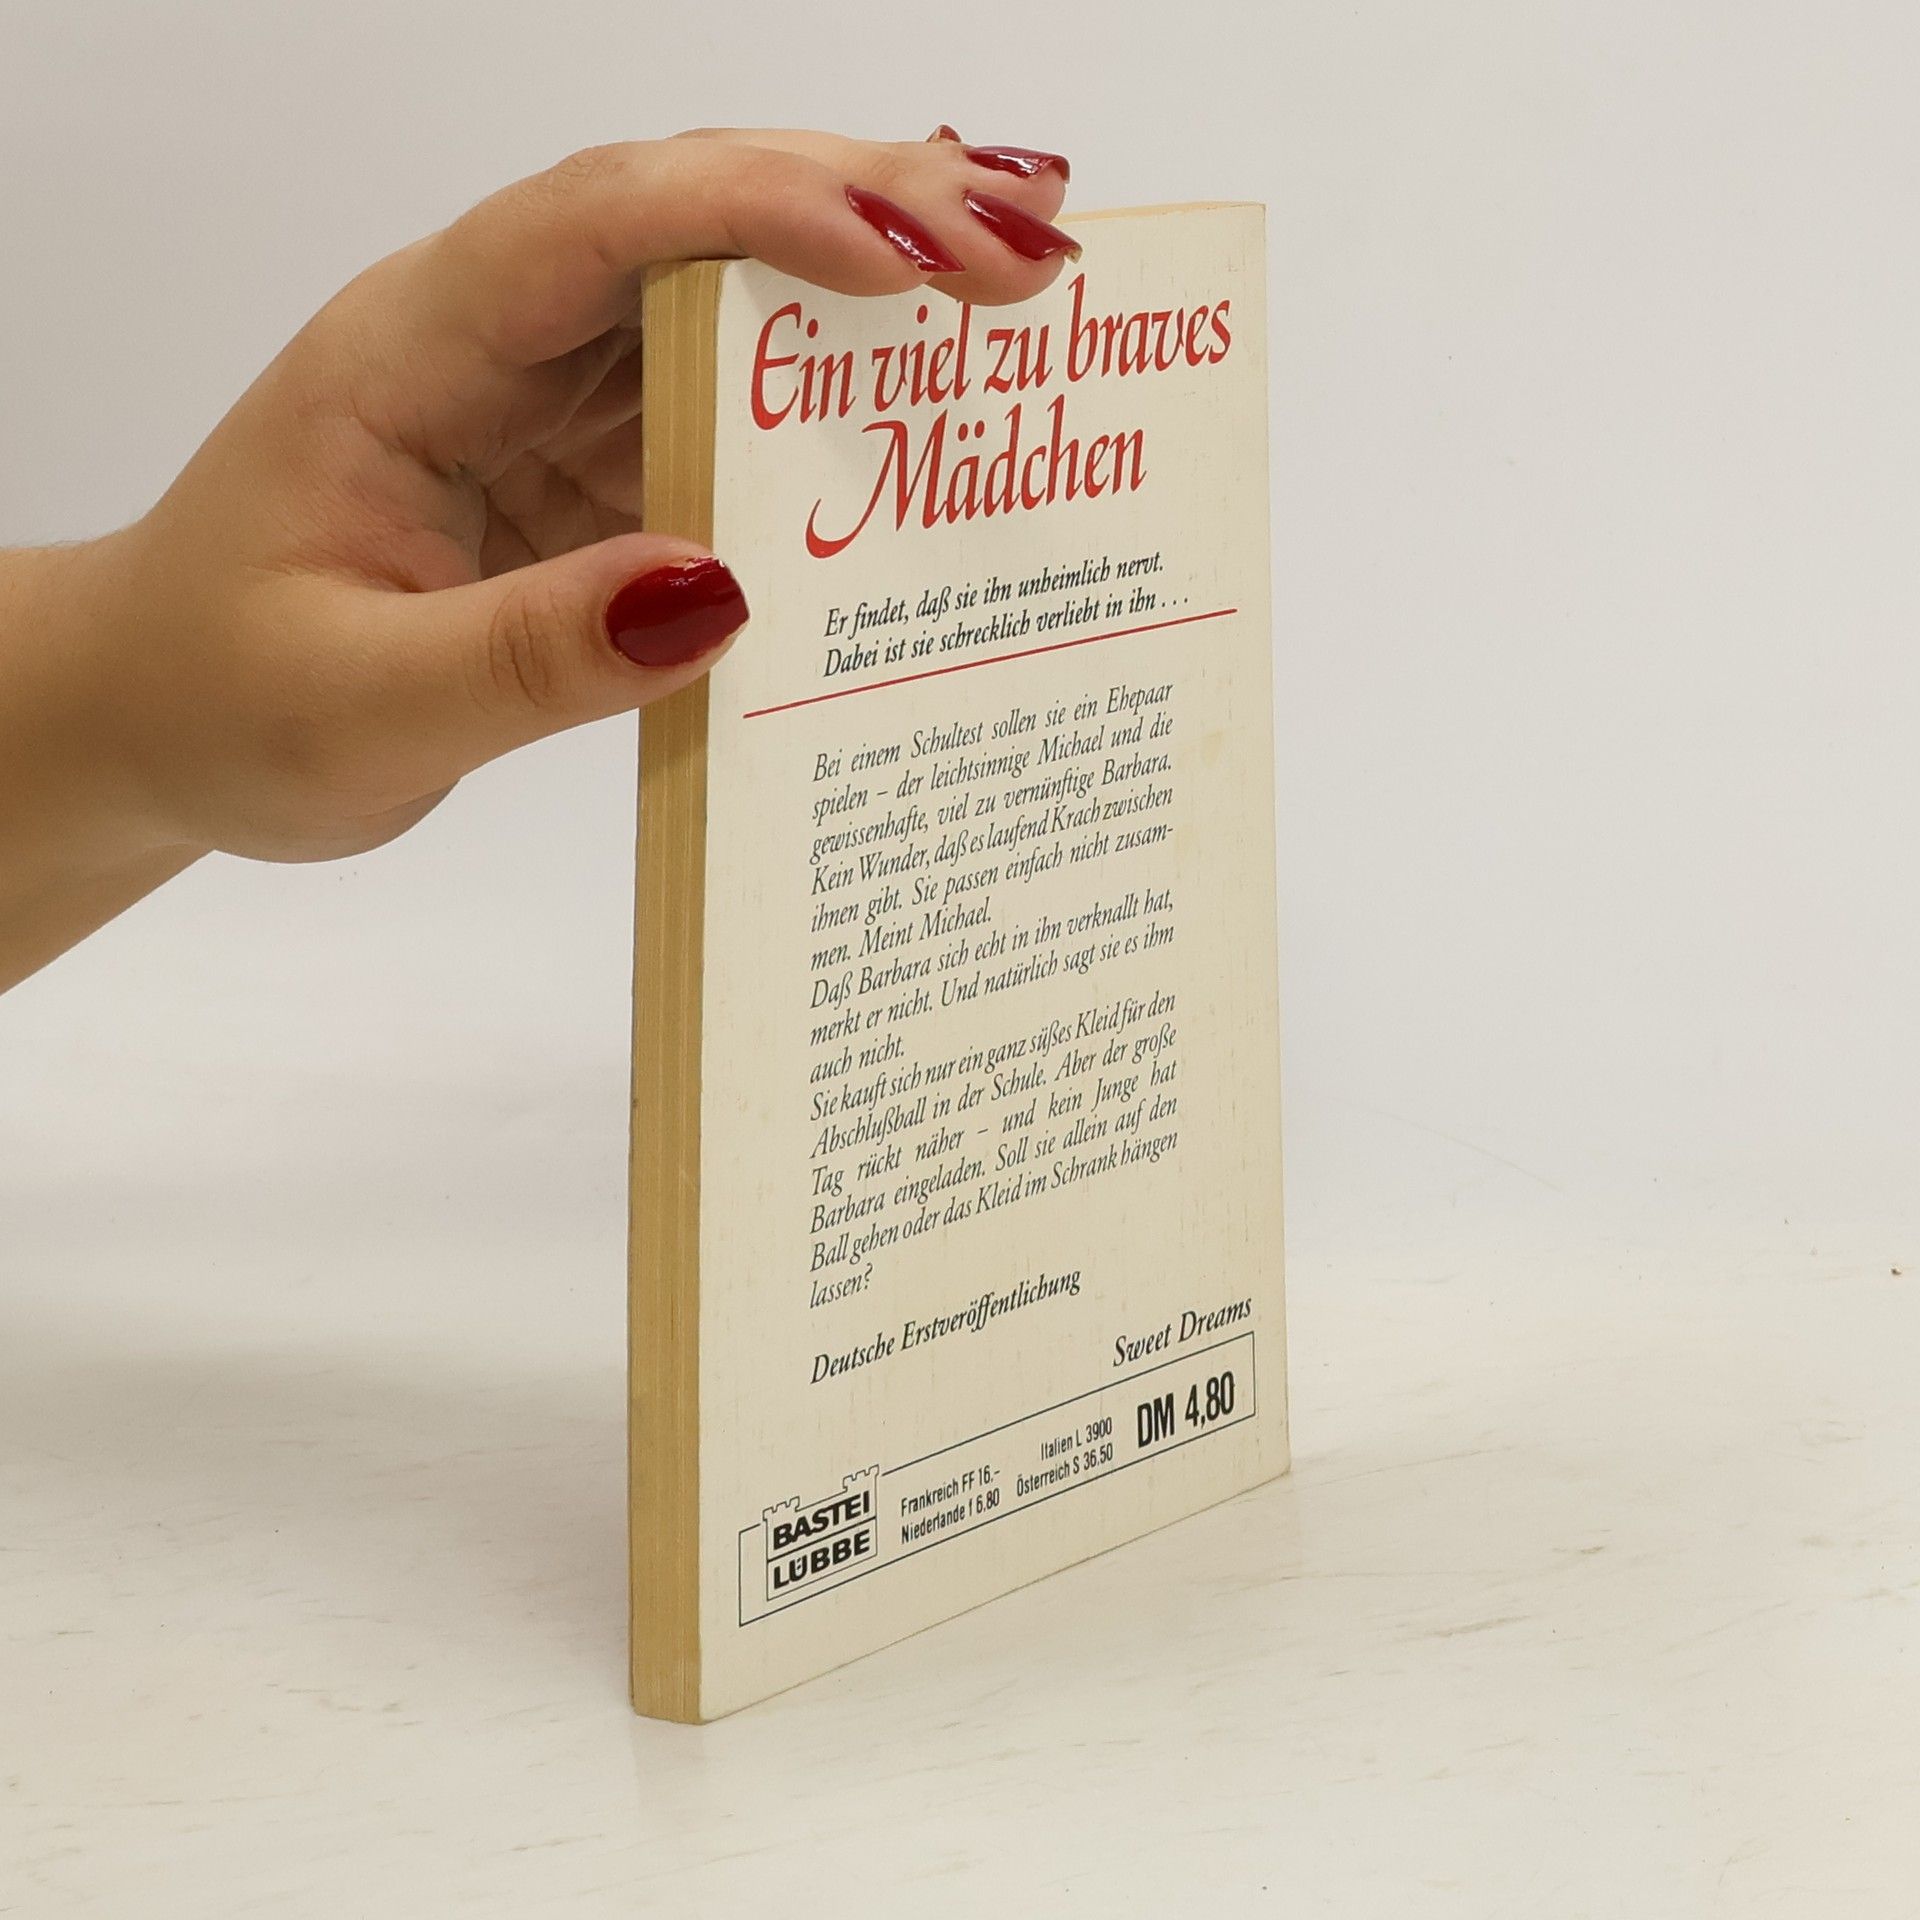 Ein viel zu braves
Mädchen
Er findet, daß sie ihn unheimlich nervt.
Dabei ist sie schrecklich verliebt in ihn . . .
Bei einem Schultest sollen sie ein Ehepaar
spielen – der leichtsinnige Michael und die
gewissenhafte, viel zu vernünftige Barbara.
Kein Wunder, daß es laufend Krach zwischen
ihnen gibt. Sie passen einfach nicht zusam-
men. Meint Michael.
Daß Barbara sich echt in ihn verknallt hat,
merkt er nicht. Und natürlich sagt sie es ihm
auch nicht.
Sie kauft sich nur ein ganz süßes Kleid für den
Abschlußball in der Schule. Aber der große
Tag rückt näher – und kein Junge hat
Barbara eingeladen. Soll sie allein auf den
Ball gehen oder das Kleid im Schrank hängen
lassen?
Deutsche Erstveröffentlichung
Sweet Dreams
BASTEI
LÜBBE
Frankreich FF 16,-
Niederlande f 6.80
Italien L 3900
Österreich S 36.50
DM 4,80